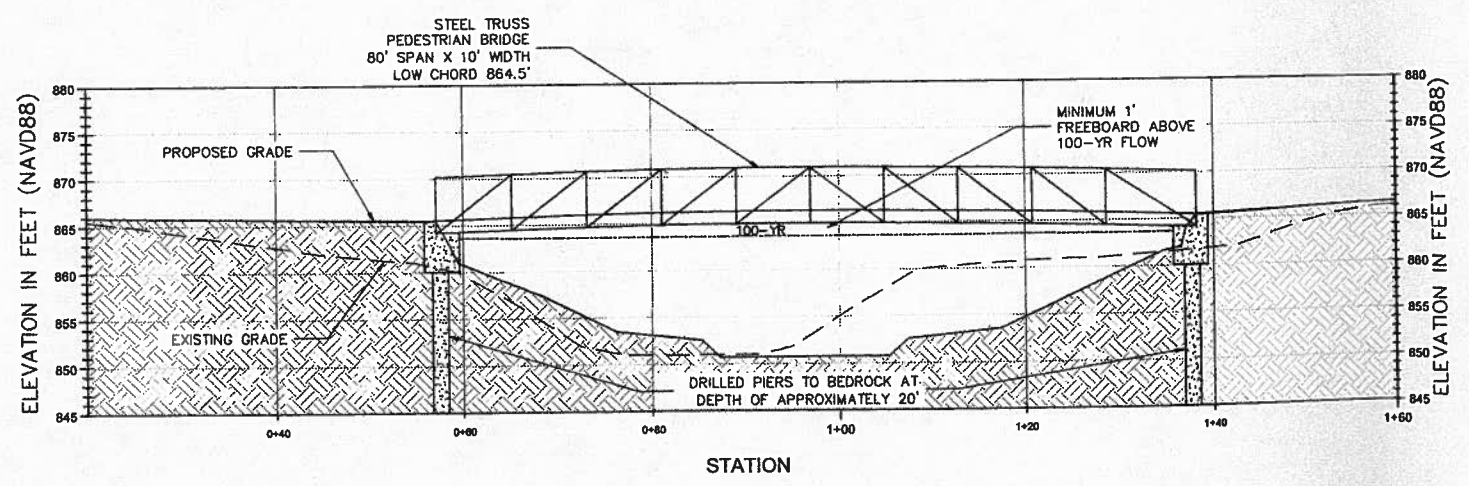 STEEL TRUSS
PEDESTRIAN BRIDGE
80' SPAN X 10' WIDTH
LOW CHORD 864.5'
MINIMUM 1'
FREEBOARD ABOVE
100-YR FLOW
PROPOSED GRADE
100-YR
EXISTING GRADE
DRILLED PIERS TO BEDROCK AT
DEPTH OF APPROXIMATELY 20'
ELEVATION IN FEET (NAVD88)
880
875
870
865
860
855
850
845
880
875
870
865
860
855
850
845
ELEVATION IN FEET (NAVD88)
0+40
0+60
0+80
1+00
1+20
1+40
1+60
STATION